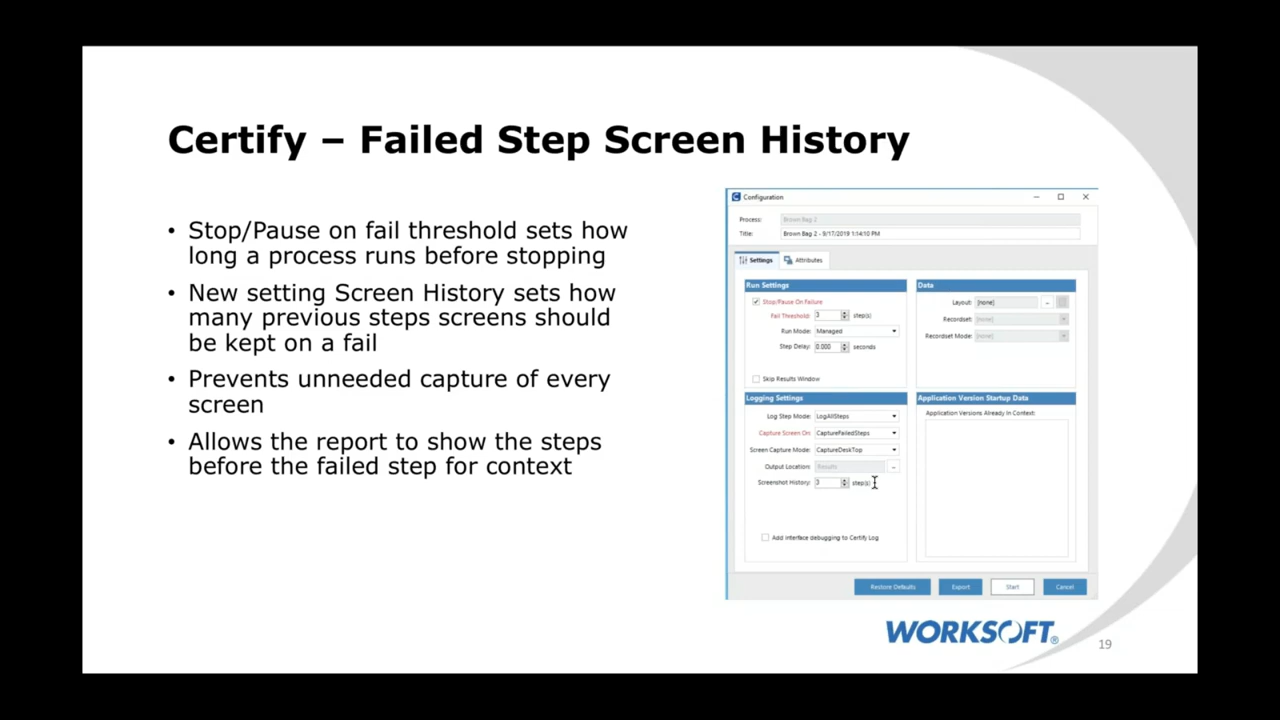 Certify – Failed Step Screen History
• Stop/Pause on fail threshold sets how
long a process runs before stopping
• New setting Screen History sets how
many previous steps screens should
be kept on a fail
• Prevents unneeded capture of every
screen
• Allows the report to show the steps
before the failed step for context
Configuration
Process: Brown Bag 2
Title: Brown Bag 2 - 9/17/2019 1:14:10 PM
Settings Attributes
Run Settings
Stop/Pause On Failure
Fail Threshold: 3 step(s)
Run Mode: Managed
Step Delay: 0.000 seconds
Skip Results Window
Data
Layout: [none]
Recordset: [none]
Recordset Mode: [none]
Logging Settings
Log Step Mode: LogAllSteps
Capture Screen On: CaptureFailedSteps
Screen Capture Mode: CaptureDeskTop
Output Location: Results
Screenshot History: 3 step(s)
Add interface debugging to Certify Log
Application Version Startup Data
Application Versions Already In Context:
Restore Defaults Export Start Cancel
WORKSOFT®
19